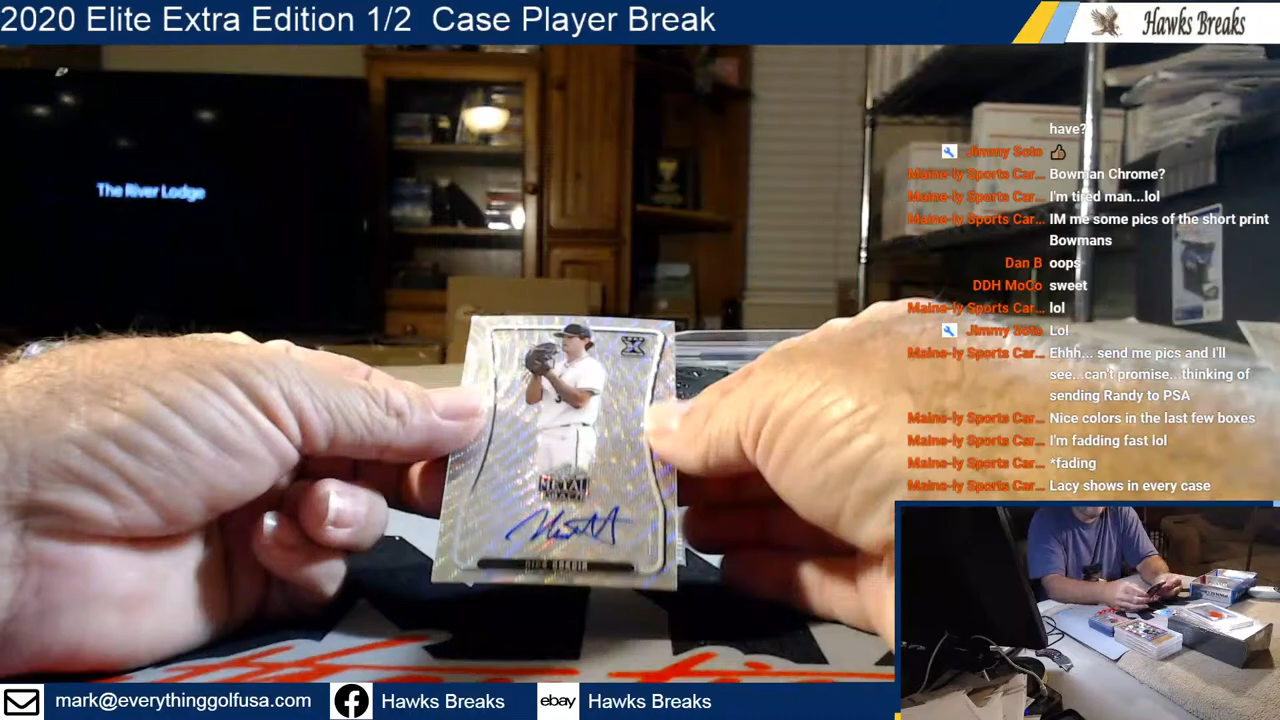 2020 Elite Extra Edition 1/2 Case Player Break
Hawks Breaks
The River Lodge
have?
Jimmy Soto 👍🏾
Maine-ly Sports Car... Bowman Chrome?
Maine-ly Sports Car... I'm tired man...lol
Maine-ly Sports Car... IM me some pics of the short print
Bowmans
Dan B oops
DDH MoCo sweet
Maine-ly Sports Car... lol
Jimmy Soto Lol
Maine-ly Sports Car... Ehhh... send me pics and I'll
see...can't promise...thinking of
sending Randy to PSA
Maine-ly Sports Car... Nice colors in the last few boxes
Maine-ly Sports Car... I'm fadding fast lol
Maine-ly Sports Car... *fading
Maine-ly Sports Car... Lacy shows in every case
METAL
DRAFT
mark@everythinggolfusa.com
Hawks Breaks
ebay Hawks Breaks